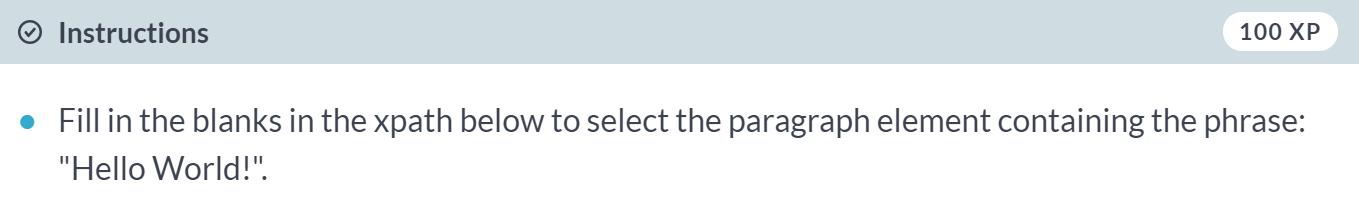 Instructions
100 XP
Fill in the blanks in the xpath below to select the paragraph element containing the phrase:
"Hello World!".